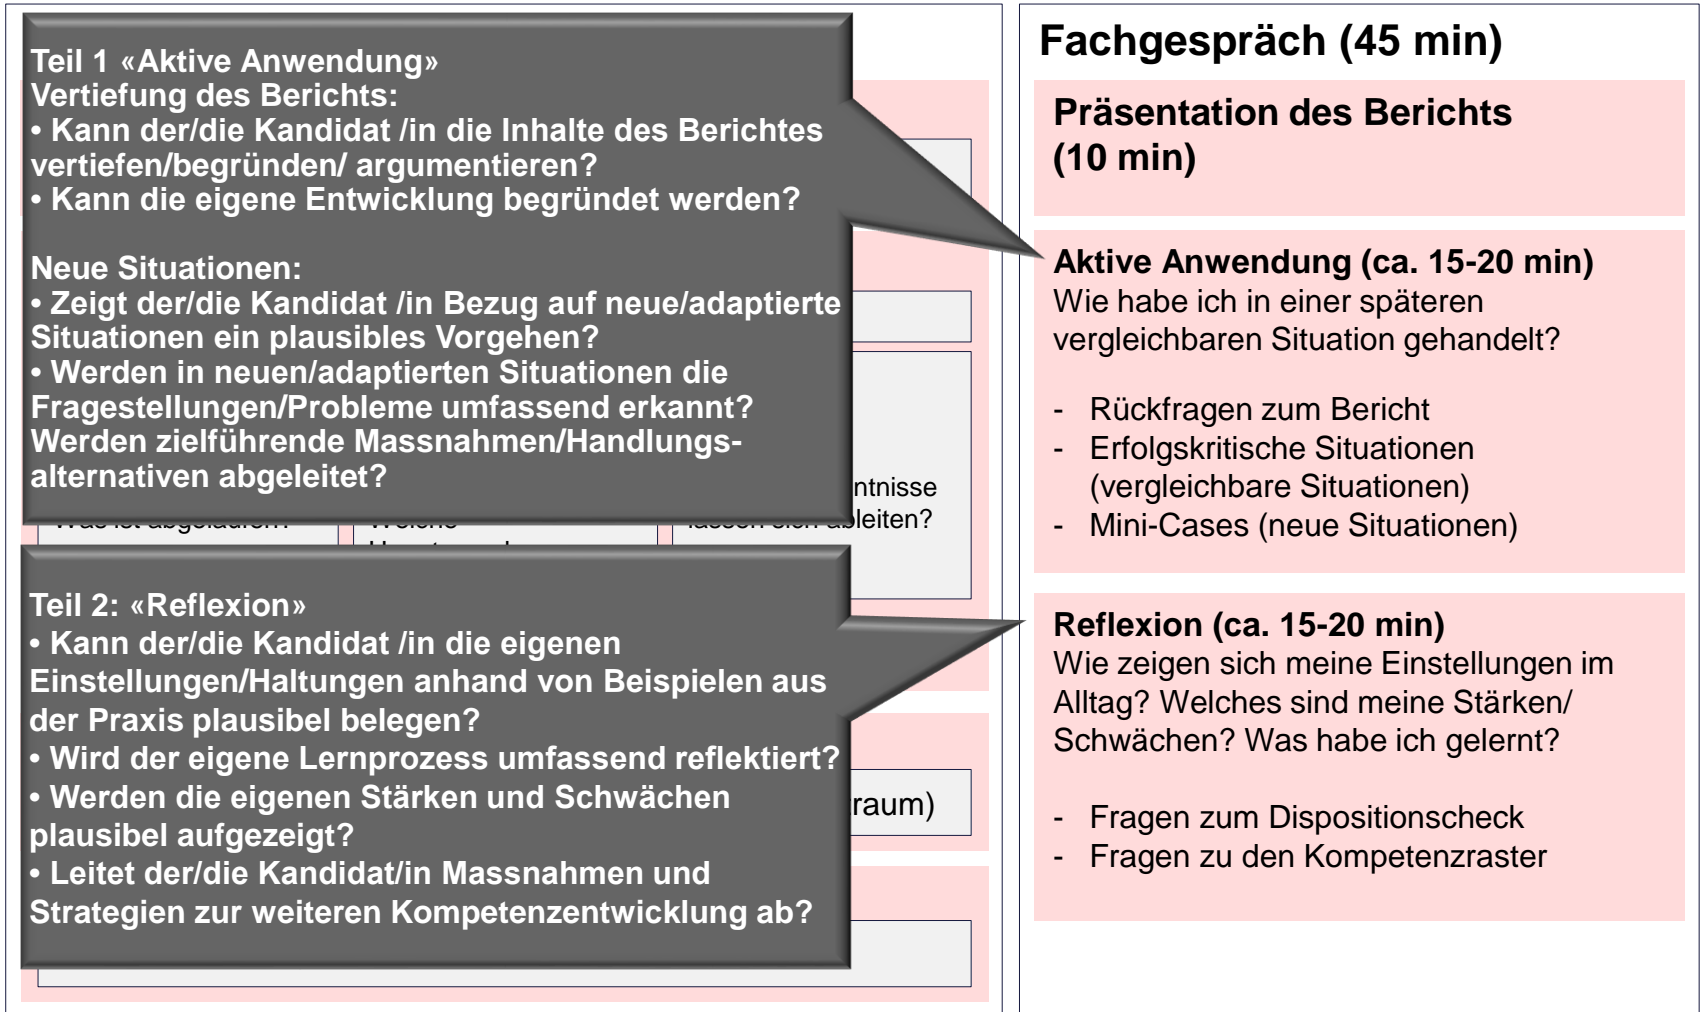 Teil 1 «Aktive Anwendung»
Vertiefung des Berichts:
• Kann der/die Kandidat /in die Inhalte des Berichtes
vertiefen/begründen/ argumentieren?
• Kann die eigene Entwicklung begründet werden?
Neue Situationen:
• Zeigt der/die Kandidat /in Bezug auf neue/adaptierte
Situationen ein plausibles Vorgehen?
• Werden in neuen/adaptierten Situationen die
Fragestellungen/Probleme umfassend erkannt?
Werden zielführende Massnahmen/Handlungs-
alternativen abgeleitet?
ntnisse
bleiten?
Teil 2: «Reflexion»
• Kann der/die Kandidat /in die eigenen
Einstellungen/Haltungen anhand von Beispielen aus
der Praxis plausibel belegen?
• Wird der eigene Lernprozess umfassend reflektiert?
• Werden die eigenen Stärken und Schwächen
plausibel aufgezeigt?
• Leitet der/die Kandidat/in Massnahmen und
Strategien zur weiteren Kompetenzentwicklung ab?
raum)
Fachgespräch (45 min)
Präsentation des Berichts
(10 min)
Aktive Anwendung (ca. 15-20 min)
Wie habe ich in einer späteren
vergleichbaren Situation gehandelt?
- Rückfragen zum Bericht
- Erfolgskritische Situationen
(vergleichbare Situationen)
- Mini-Cases (neue Situationen)
Reflexion (ca. 15-20 min)
Wie zeigen sich meine Einstellungen im
Alltag? Welches sind meine Stärken/
Schwächen? Was habe ich gelernt?
- Fragen zum Dispositionscheck
- Fragen zu den Kompetenzraster